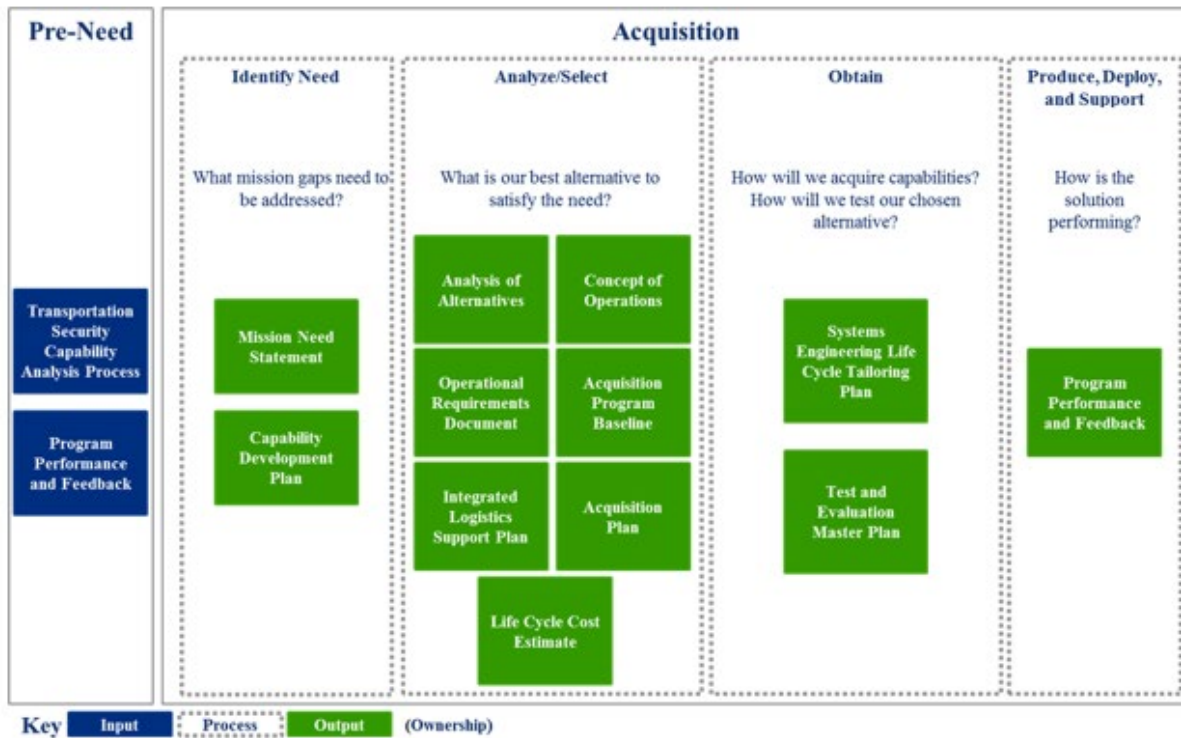 Pre-Need
Transportation
Security
Capability
Analysis Process
Program
Performance
and Feedback
Acquisition
Identify Need
What mission gaps need to
be addressed?
Mission Need
Statement
Capability
Development
Plan
Analyze/Select
What is our best alternative to
satisfy the need?
Analysis of
Alternatives
Concept of
Operations
Operational
Requirements
Document
Acquisition
Program
Baseline
Integrated
Logistics
Support Plan
Acquisition
Plan
Life Cycle Cost
Estimate
Obtain
How will we acquire capabilities?
How will we test our chosen
alternative?
Systems
Engineering Life
Cycle Tailoring
Plan
Test and
Evaluation
Master Plan
Produce, Deploy,
and Support
How is the
solution
performing?
Program
Performance
and Feedback
Key Input Process Output (Ownership)